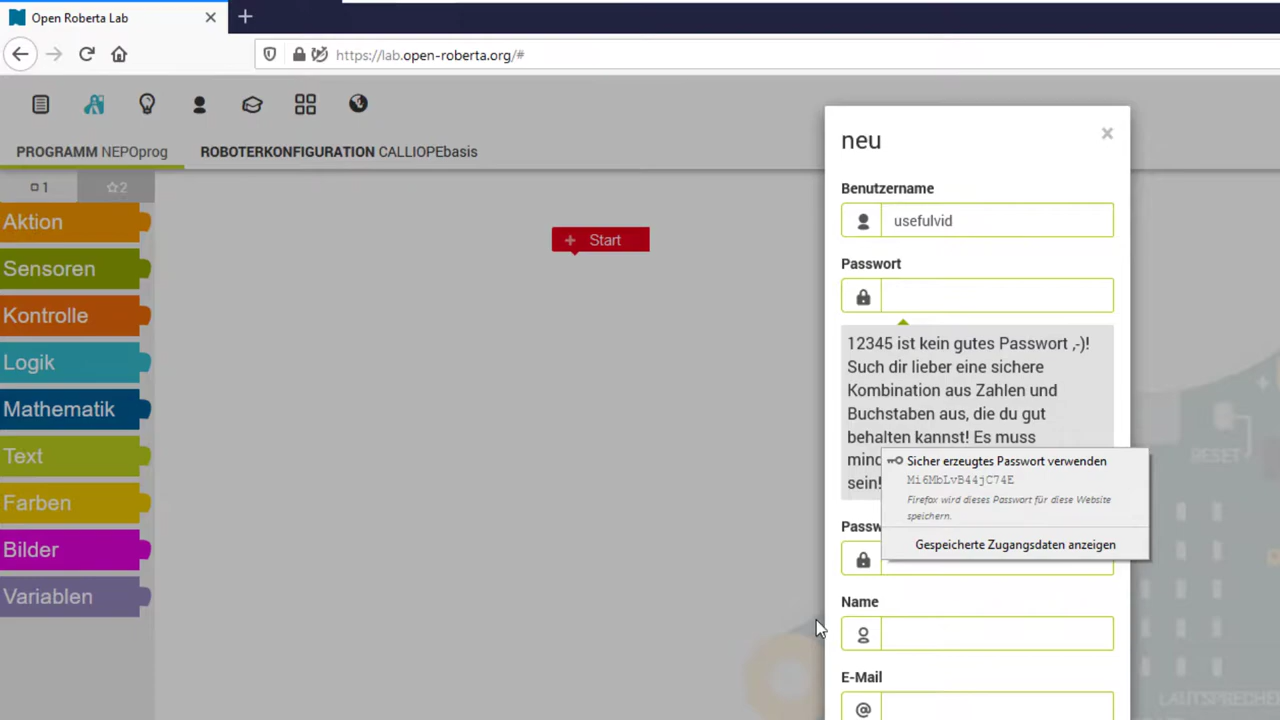 Open Roberta Lab
https://lab.open-roberta.org/#
PROGRAMM NEPOprog
ROBOTERKONFIGURATION CALLIOPEbasis
1
2
Aktion
Sensoren
Kontrolle
Logik
Mathematik
Text
Farben
Bilder
Variablen
+ Start
neu
×
Benutzername
usefulvid
Passwort
12345 ist kein gutes Passwort ,-)!
Such dir lieber eine sichere
Kombination aus Zahlen und
Buchstaben aus, die du gut
behalten kannst! Es muss
sein!
Sicher erzeugtes Passwort verwenden
Mi6MbLvB44jC74E
Firefox wird dieses Passwort für diese Website
speichern.
Gespeicherte Zugangsdaten anzeigen
Name
E-Mail
@
RESET